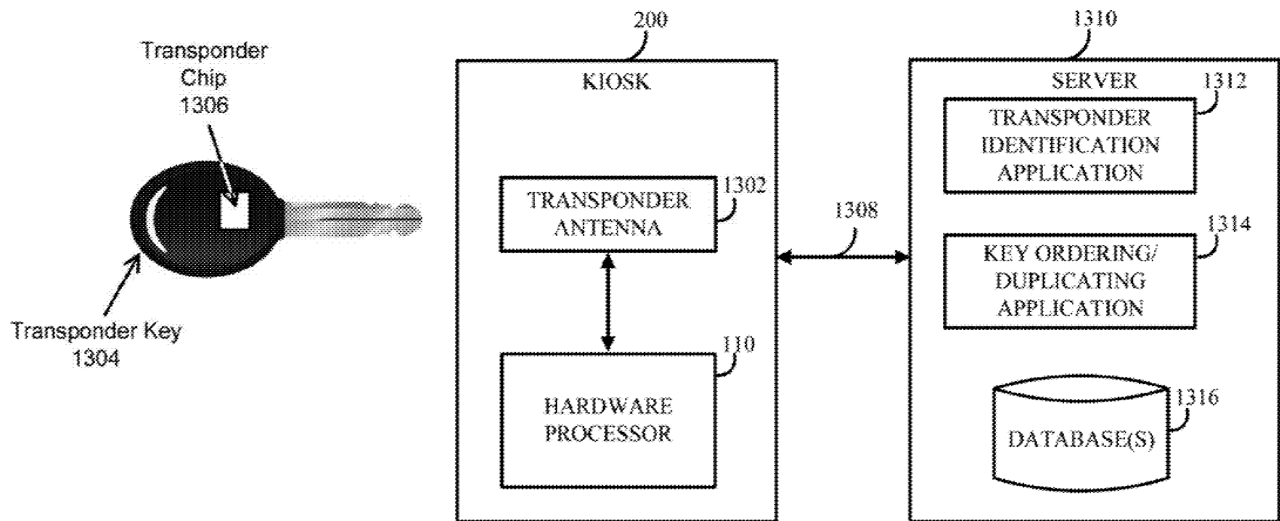 Transponder
Chip
1306
Transponder Key
1304
200
KIOSK
1302
TRANSPONDER
ANTENNA
110
HARDWARE
PROCESSOR
1308
1310
SERVER
1312
TRANSPONDER
IDENTIFICATION
APPLICATION
1314
KEY ORDERING/
DUPLICATING
APPLICATION
1316
DATABASE(S)